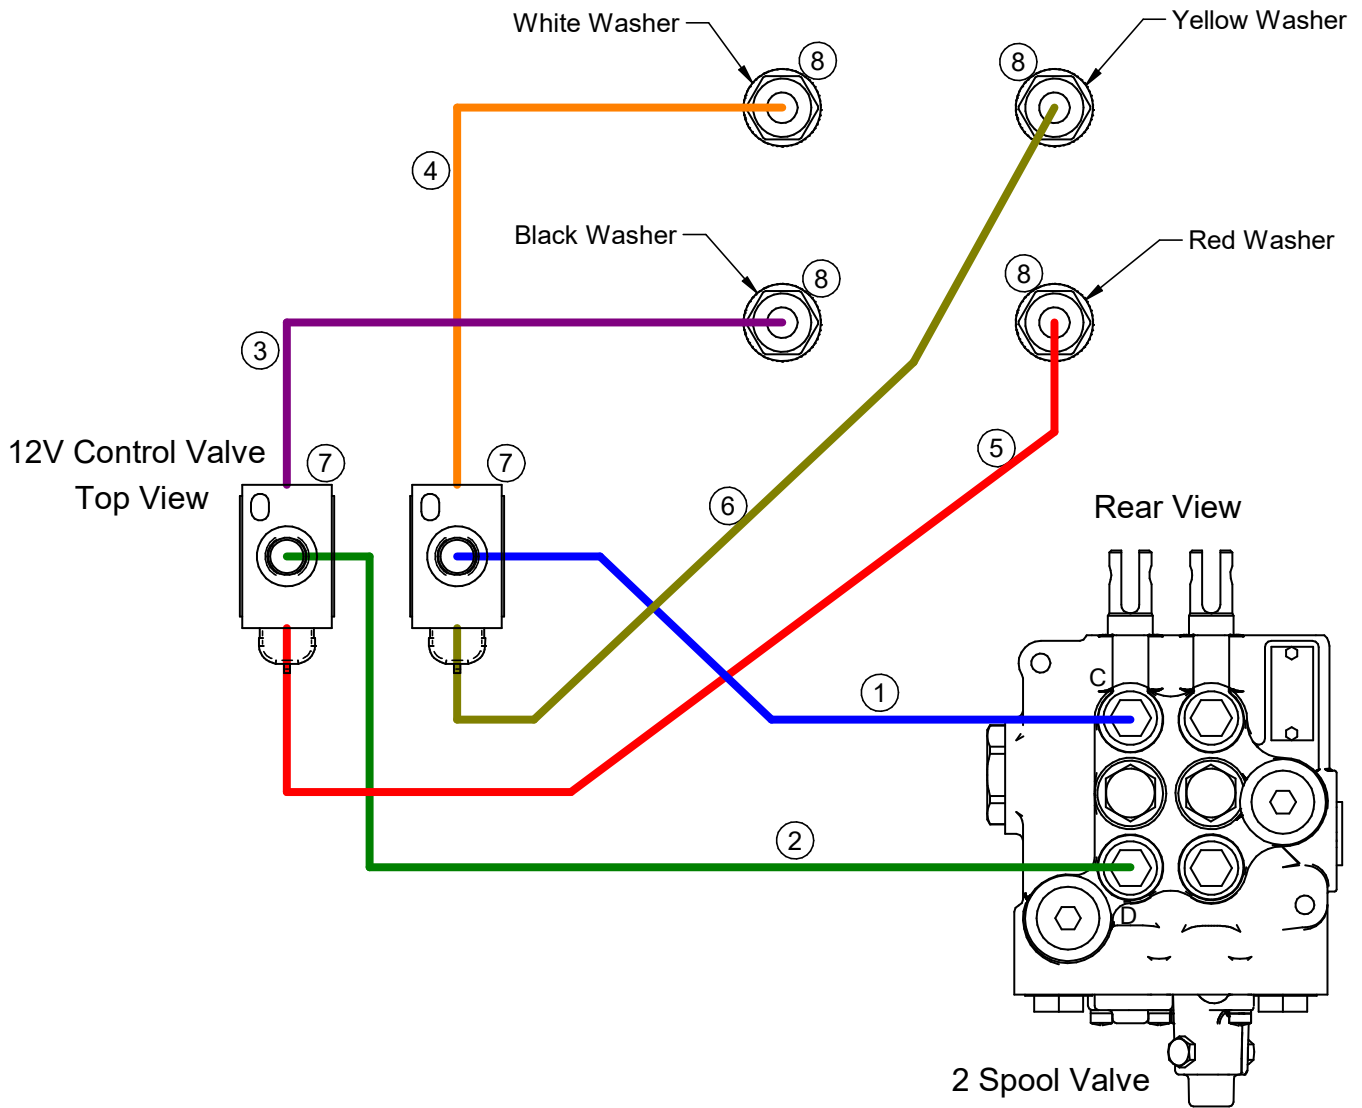 White Washer
8
8
Yellow Washer
4
Black Washer
8
8
Red Washer
3
12V Control Valve
Top View
7
7
5
6
Rear View
C
1
2
D
2 Spool Valve